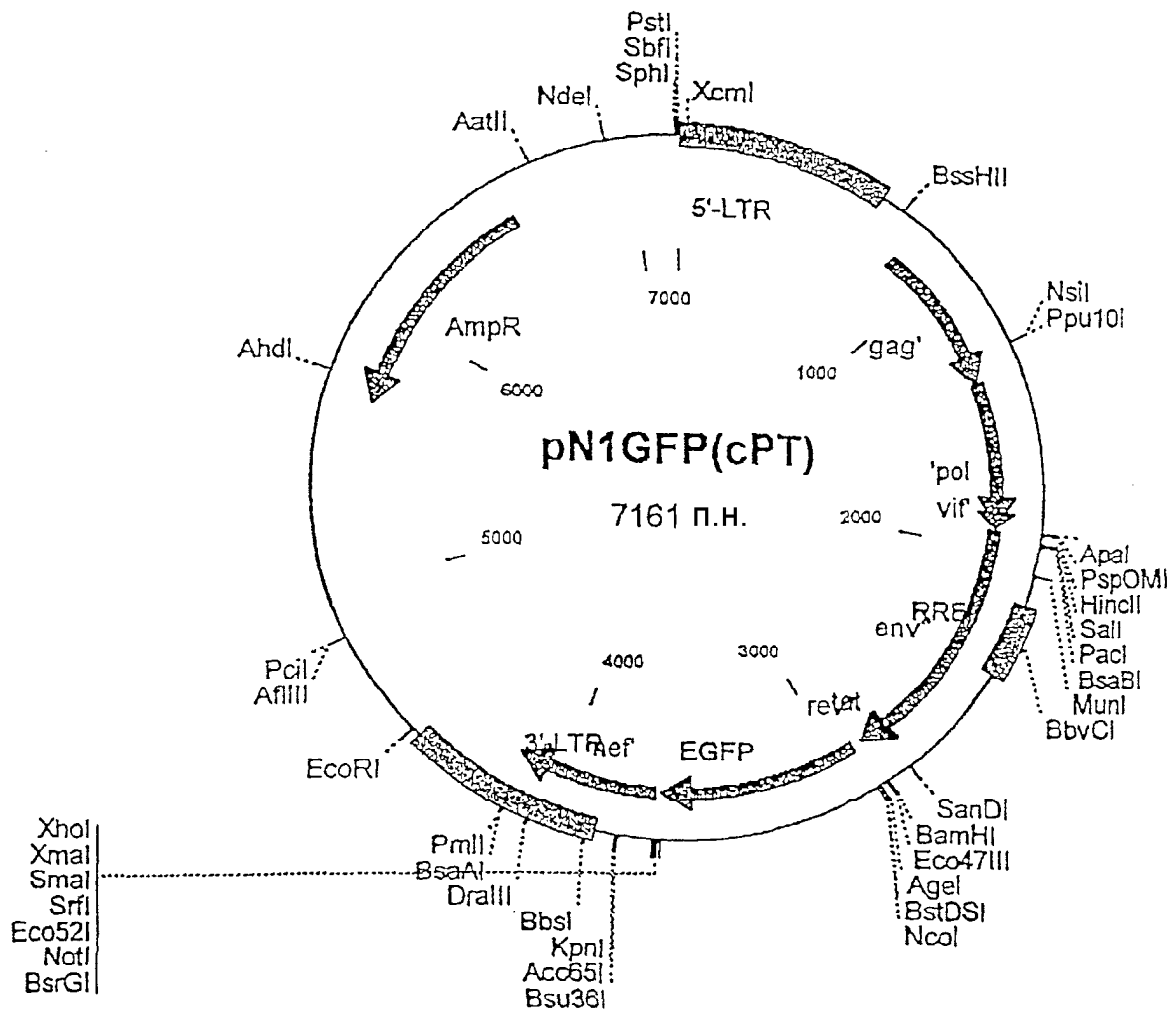 PstI
SbfI
SphI
XcmI
NdeI
AatII
BssHII
5'-LTR
7000
NsiI
Ppu10I
AmpR
AhdI
gag'
1000
6000
pN1GFP(cPT)
'pol
7161 п.н.
vif'
2000
5000
ApaI
PspOMI
HincII
SalI
PacI
BsaBI
MunI
BbvCI
RRE
env'
3000
4000
PciI
AflIII
rev'
tat
3'-LTR
nef'
EGFP
EcoRI
SanDI
BamHI
Eco47III
AgeI
BstDSI
NcoI
XhoI
XmaI
SmaI
SrfI
Eco52I
NotI
BsrGI
PmlI
BsaAI
DraIII
BbsI
KpnI
Acc65I
Bsu36I